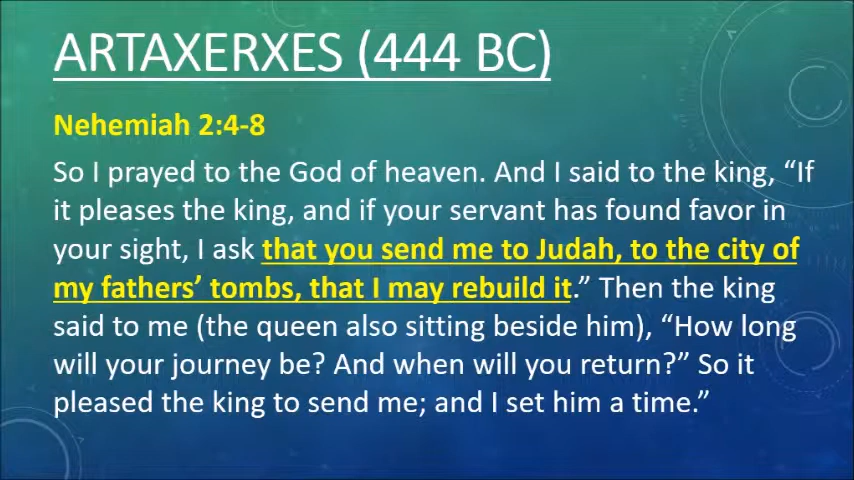 ARTAXERXES (444 BC)
Nehemiah 2:4-8
So I prayed to the God of heaven. And I said to the king, “If
it pleases the king, and if your servant has found favor in
your sight, I ask that you send me to Judah, to the city of
my fathers’ tombs, that I may rebuild it.” Then the king
said to me (the queen also sitting beside him), “How long
will your journey be? And when will you return?” So it
pleased the king to send me; and I set him a time.”